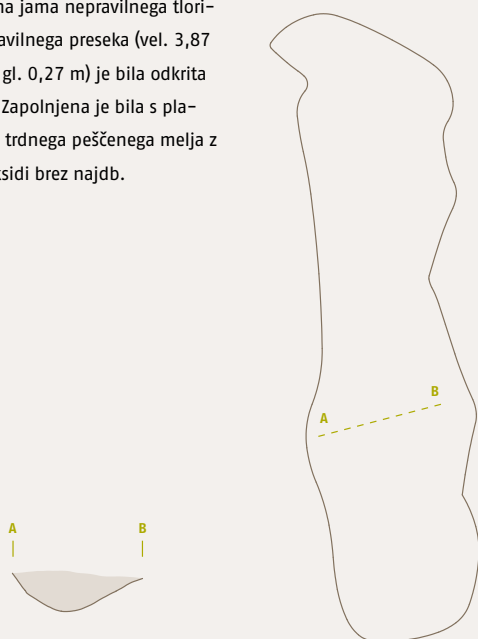 na jama nepravilnega tlori-
avilnega preseka (vel. 3,87
gl. 0,27 m) je bila odkrita
Zapolnjena je bila s pla-
trdnega peščenega melja z
sidi brez najdb.
B
A
A
B